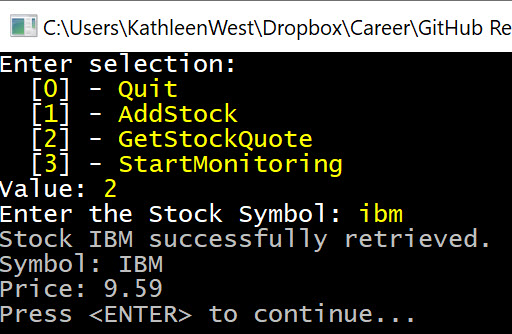 C:\Users\KathleenWest\Dropbox\Career\GitHub Re
Enter selection:
[0] - Quit
[1] - AddStock
[2] - GetStockQuote
[3] - StartMonitoring
Value: 2
Enter the Stock Symbol: ibm
Stock IBM successfully retrieved.
Symbol: IBM
Price: 9.59
Press <ENTER> to continue...